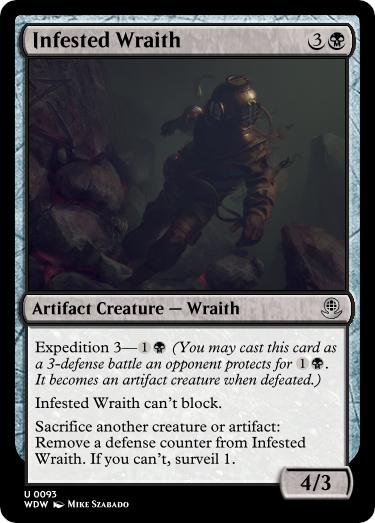 Infested Wraith 3
Artifact Creature — Wraith
Expedition 3—1 (You may cast this card as
a 3-defense battle an opponent protects for 1.
It becomes an artifact creature when defeated.)
Infested Wraith can't block.
Sacrifice another creature or artifact:
Remove a defense counter from Infested
Wraith. If you can't, surveil 1.
4/3
U 0093
WDW Mike Szabado